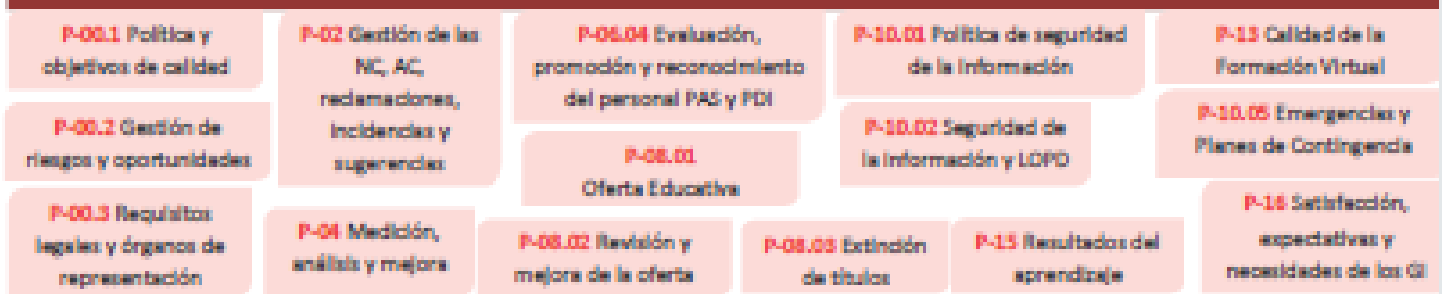 P-00.1 Política y
objetivos de calidad
P-00.2 Gestión de
riesgos y oportunidades
P-00.3 Requisitos
legales y órganos de
representación
P-02 Gestión de las
NC, AC,
reclamaciones,
incidencias y
sugerencias
P-04 Medición,
análisis y mejora
P-06.04 Evaluación,
promoción y reconocimiento
del personal PAS y PDI
P-08.01
Oferta Educativa
P-08.02 Revisión y
mejora de la oferta
P-08.03 Extinción
de títulos
P-10.01 Política de seguridad
de la Información
P-10.02 Seguridad de
la Información y LOPD
P-15 Resultados del
aprendizaje
P-13 Calidad de la
Formación Virtual
P-10.05 Emergencias y
Planes de Contingencia
P-16 Satisfacción,
expectativas y
necesidades de los GI